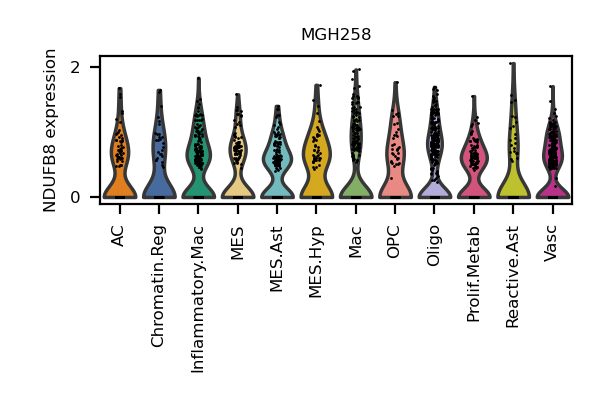 MGH258
NDUFB8 expression
2
0
AC
Chromatin.Reg
Inflammatory.Mac
MES
MES.Ast
MES.Hyp
Mac
OPC
Oligo
Prolif.Metab
Reactive.Ast
Vasc